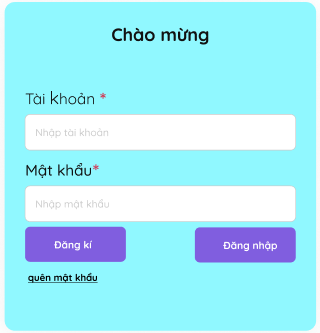 Chào mừng
Tài khoản *
Nhập tài khoản
Mật khẩu*
Nhập mật khẩu
Đăng kí
Đăng nhập
quên mật khẩu